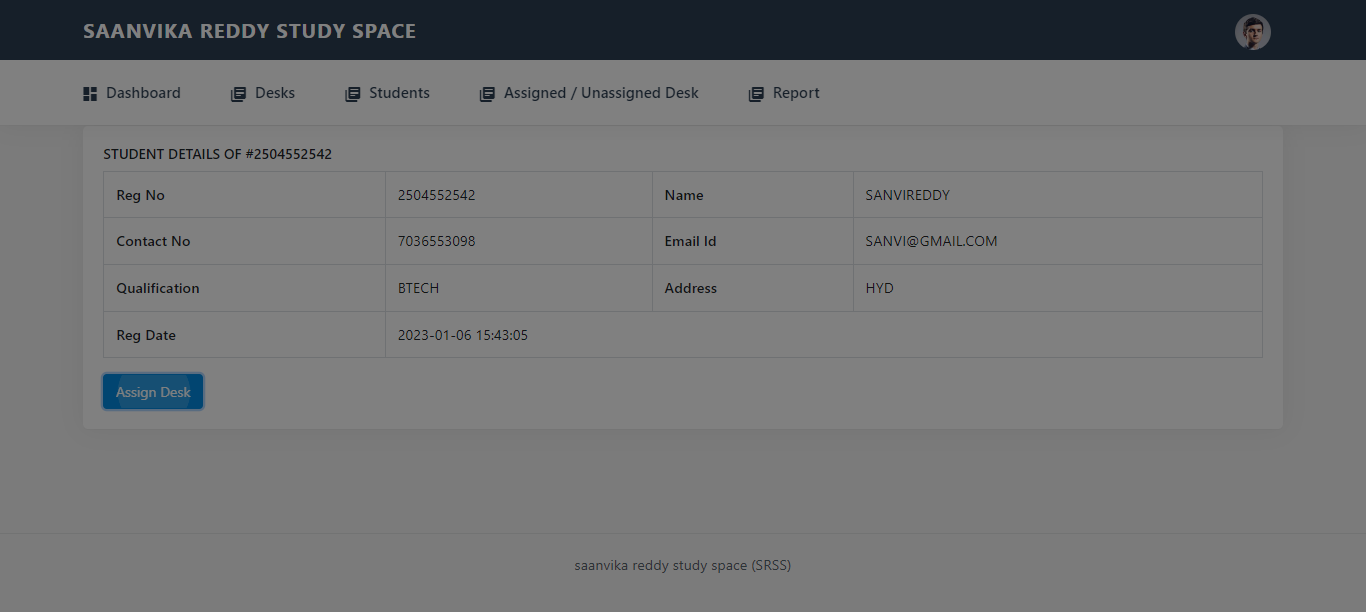 SAANVIKA REDDY STUDY SPACE
Dashboard Desks Students Assigned / Unassigned Desk Report
STUDENT DETAILS OF #2504552542
Reg No 2504552542 Name SANVIREDDY
Contact No 7036553098 Email Id SANVI@GMAIL.COM
Qualification BTECH Address HYD
Reg Date 2023-01-06 15:43:05
Assign Desk
saanvika reddy study space (SRSS)